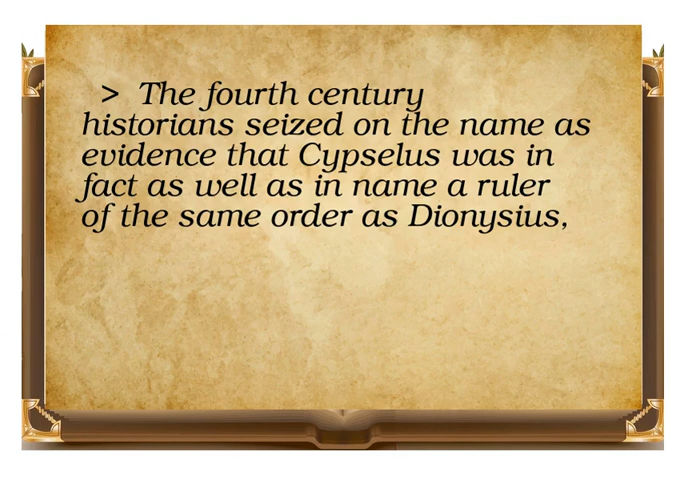 > The fourth century
historians seized on the name as
evidence that Cypselus was in
fact as well as in name a ruler
of the same order as Dionysius,